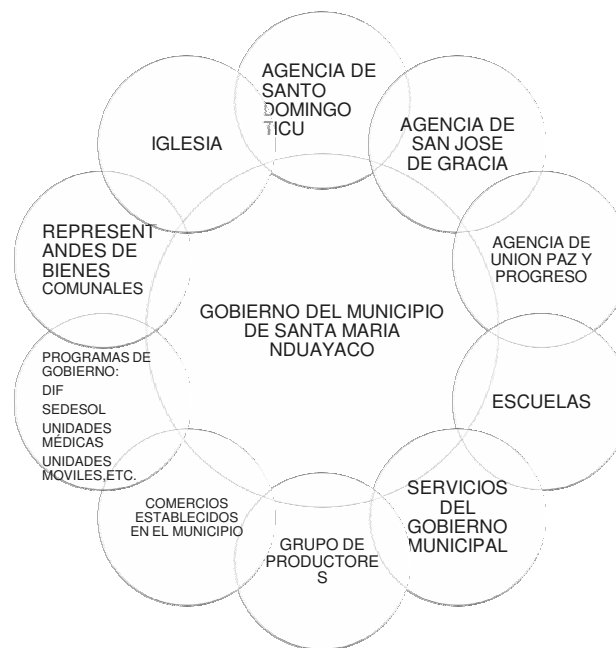 AGENCIA DE
SANTO
DOMINGO
TICU
AGENCIA DE
SAN JOSE
DE GRACIA
AGENCIA DE
UNION PAZ Y
PROGRESO
ESCUELAS
SERVICIOS
DEL
GOBIERNO
MUNICIPAL
GRUPO DE
PRODUCTORE
S
COMERCIOS
ESTABLECIDOS
EN EL MUNICIPIO
PROGRAMAS DE
GOBIERNO:
DIF
SEDESOL
UNIDADES
MÉDICAS
UNIDADES
MOVILES,ETC.
REPRESENT
ANDES DE
BIENES
COMUNALES
IGLESIA
GOBIERNO DEL MUNICIPIO
DE SANTA MARIA
NDUAYACO